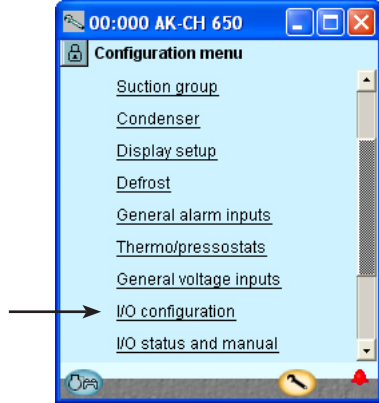 00:000 AK-CH 650
Configuration menu
Suction group
Condenser
Display setup
Defrost
General alarm inputs
Thermo/pressostats
General voltage inputs
I/O configuration
I/O status and manual